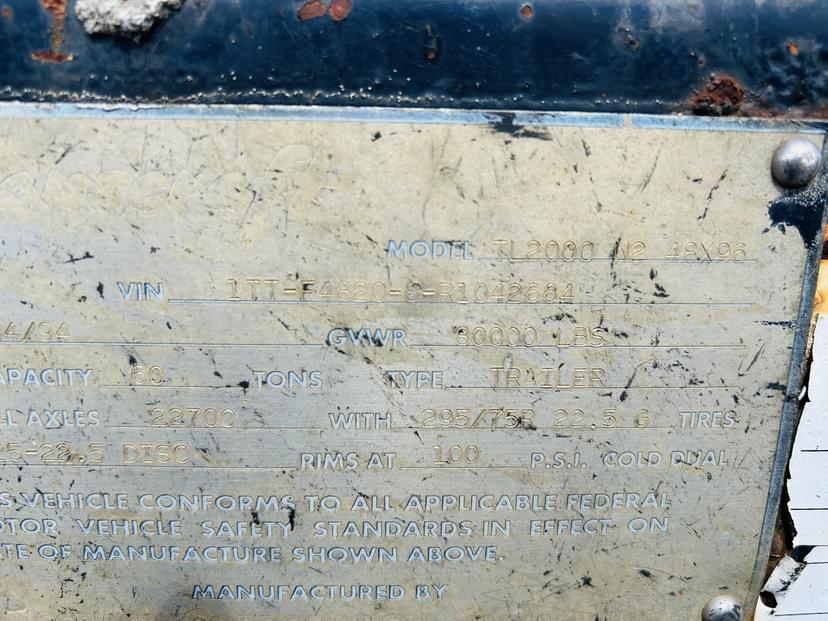 MODEL TL2000 W2 48X96
VIN 1TT-F4820-8-R1042684
4/94 GVWR 80000 LBS
APACITY 60 TONS TYPE TRAILER
L AXLES 22700 WITH 295/75R 22.5 G TIRES
25-22.5 DISC RIMS AT 100 P.S.I. COLD DUAL
S VEHICLE CONFORMS TO ALL APPLICABLE FEDERAL
OTOR VEHICLE SAFETY STANDARDS IN EFFECT ON
TE OF MANUFACTURE SHOWN ABOVE.
MANUFACTURED BY